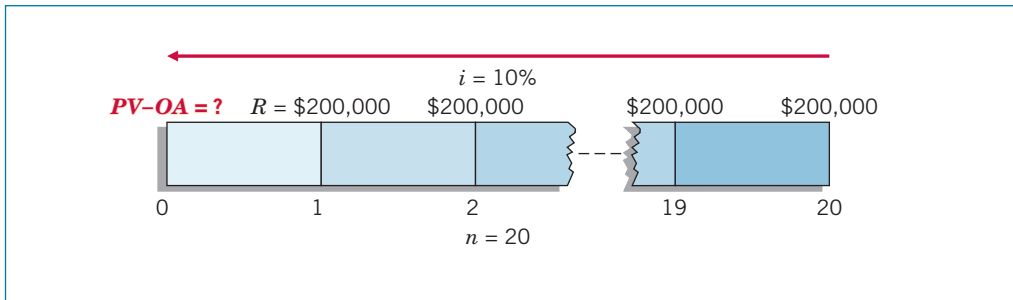 i = 10%
PV–OA = ? R = $200,000 $200,000 $200,000 $200,000
0 1 2 19 20
n = 20